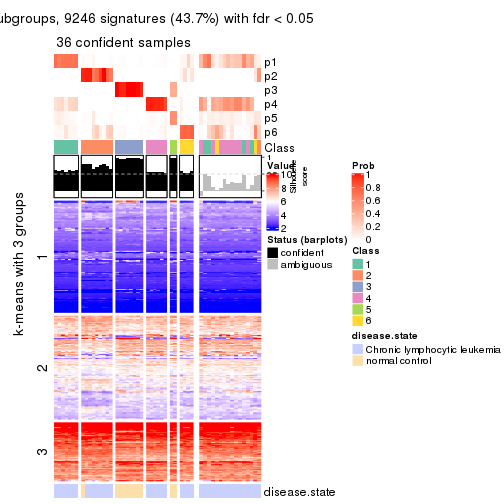 ubgroups, 9246 signatures (43.7%) with fdr < 0.05
36 confident samples
p1
p2
p3
p4
p5
p6
Class
1
Value
10
8
6
4
2
Silhouette
score
Status (barplots)
confident
ambiguous
Prob
1
0.8
0.6
0.4
0.2
0
Class
1
2
3
4
5
6
disease.state
Chronic lymphocytic leukemia
normal control
k-means with 3 groups
1
2
3
disease.state